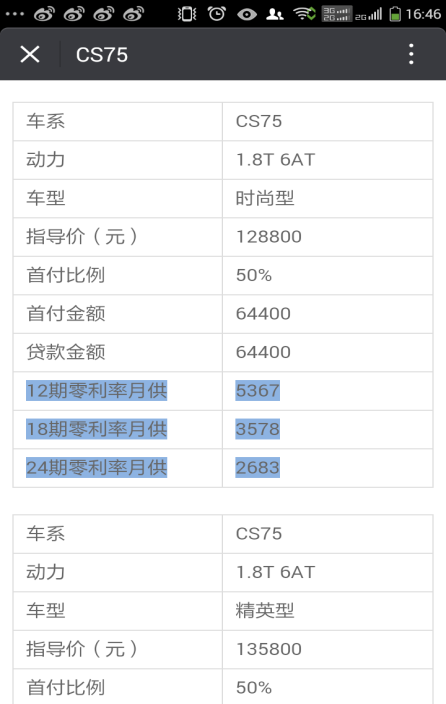 16:46
CS75
车系 CS75
动力 1.8T 6AT
车型 时尚型
指导价（元） 128800
首付比例 50%
首付金额 64400
贷款金额 64400
12期零利率月供 5367
18期零利率月供 3578
24期零利率月供 2683
车系 CS75
动力 1.8T 6AT
车型 精英型
指导价（元） 135800
首付比例 50%